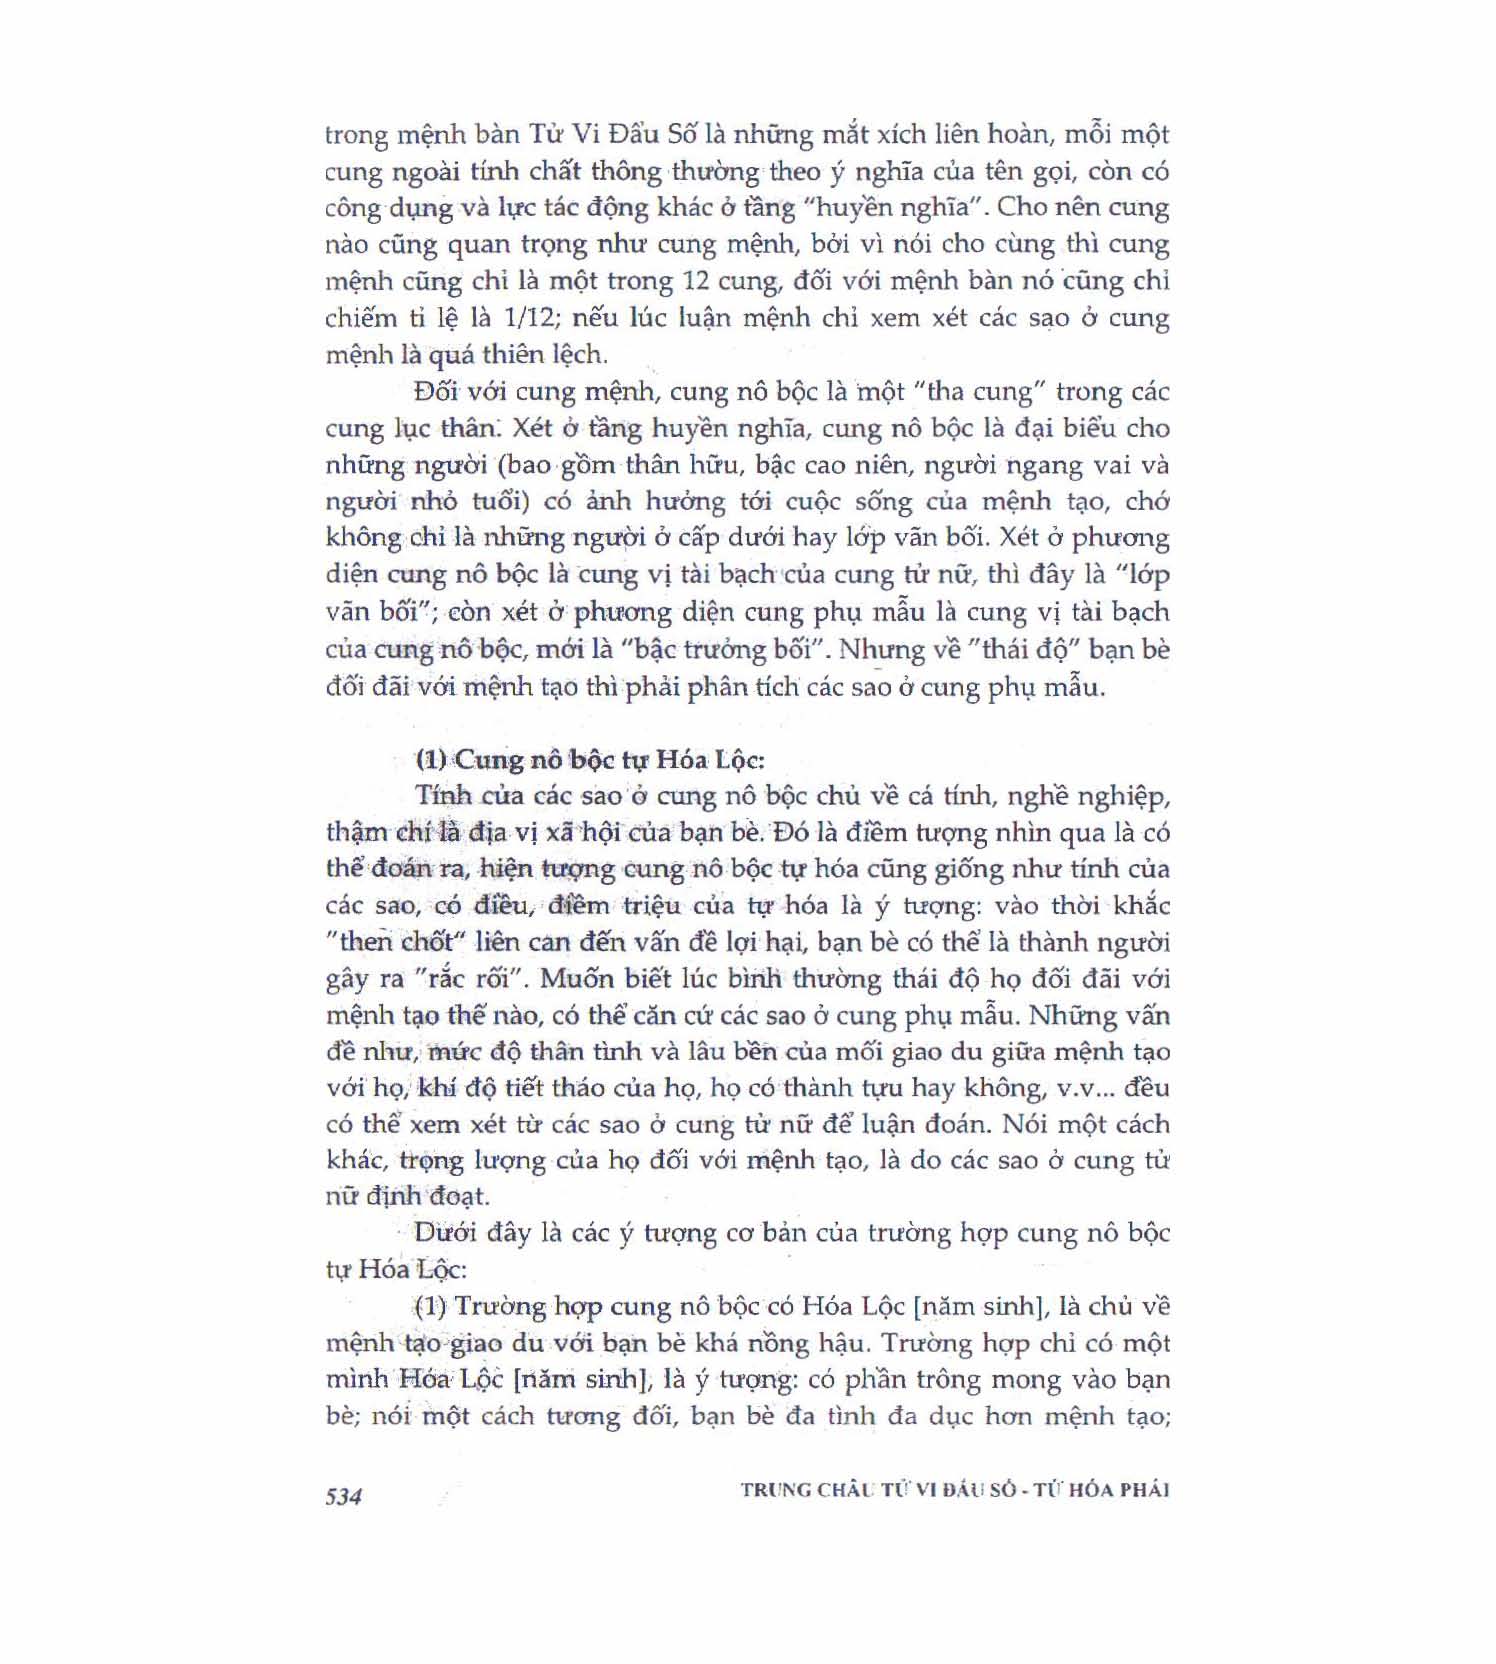 trong mệnh bàn Tử Vi Đẩu Số là những mắt xích liên hoàn, mỗi một
cung ngoài tính chất thông thường theo ý nghĩa của tên gọi, còn có
công dụng và lực tác động khác ở tầng "huyền nghĩa". Cho nên cung
nào cũng quan trọng như cung mệnh, bởi vì nói cho cùng thì cung
mệnh cũng chỉ là một trong 12 cung, đối với mệnh bàn nó cũng chỉ
chiếm tỉ lệ là 1/12; nếu lúc luận mệnh chỉ xem xét các sao ở cung
mệnh là quá thiên lệch.
Đối với cung mệnh, cung nô bộc là một "tha cung" trong các
cung lục thân. Xét ở tầng huyền nghĩa, cung nô bộc là đại biểu cho
những người (bao gồm thân hữu, bậc cao niên, người ngang vai và
người nhỏ tuổi) có ảnh hưởng tới cuộc sống của mệnh tạo, chớ
không chỉ là những người ở cấp dưới hay lớp vãn bối. Xét ở phương
diện cung nô bộc là cung vị tài bạch của cung tử nữ, thì đây là "lớp
vãn bối"; còn xét ở phương diện cung phụ mẫu là cung vị tài bạch
của cung nô bộc, mới là "bậc trưởng bối". Nhưng về "thái độ" bạn bè
đối đãi với mệnh tạo thì phải phân tích các sao ở cung phụ mẫu.
(1) Cung nô bộc tự Hóa Lộc:
Tính của các sao ở cung nô bộc chủ về cá tính, nghề nghiệp,
thậm chí là địa vị xã hội của bạn bè. Đó là điềm tượng nhìn qua là có
thể đoán ra, hiện tượng cung nô bộc tự hóa cũng giống như tính của
các sao, có điều, điềm triệu của tự hóa là ý tượng: vào thời khắc
"then chốt" liên can đến vấn đề lợi hại, bạn bè có thể là thành người
gây ra "rắc rối". Muốn biết lúc bình thường thái độ họ đối đãi với
mệnh tạo thế nào, có thể căn cứ các sao ở cung phụ mẫu. Những vấn
đề như, mức độ thân tình và lâu bền của mối giao du giữa mệnh tạo
với họ, khí độ tiết tháo của họ, họ có thành tựu hay không, v.v... đều
có thể xem xét từ các sao ở cung tử nữ để luận đoán. Nói một cách
khác, trọng lượng của họ đối với mệnh tạo, là do các sao ở cung tử
nữ định đoạt.
Dưới đây là các ý tượng cơ bản của trường hợp cung nô bộc
tự Hóa Lộc:
(1) Trường hợp cung nô bộc có Hóa Lộc [năm sinh], là chủ về
mệnh tạo giao du với bạn bè khá nồng hậu. Trường hợp chỉ có một
mình Hóa Lộc [năm sinh], là ý tượng: có phần trông mong vào bạn
bè; nói một cách tương đối, bạn bè đa tình đa dục hơn mệnh tạo;
534
TRUNG CHÂU TỬ VI ĐẨU SỐ - TỨ HÓA PHÁI